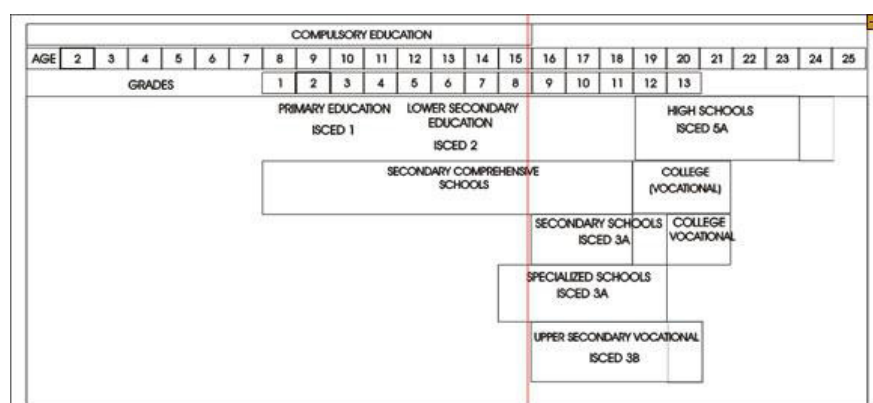 COMPULSORY EDUCATION
AGE 2 3 4 5 6 7 8 9 10 11 12 13 14 15 16 17 18 19 20 21 22 23 24 25
GRADES 1 2 3 4 5 6 7 8 9 10 11 12 13
PRIMARY EDUCATION
ISCED 1
LOWER SECONDARY
EDUCATION
ISCED 2
HIGH SCHOOLS
ISCED 5A
SECONDARY COMPREHENSIVE
SCHOOLS
COLLEGE
(VOCATIONAL)
SECONDARY SCHOOLS
ISCED 3A
COLLEGE
VOCATIONAL
SPECIALIZED SCHOOLS
ISCED 3A
UPPER SECONDARY VOCATIONAL
ISCED 3B